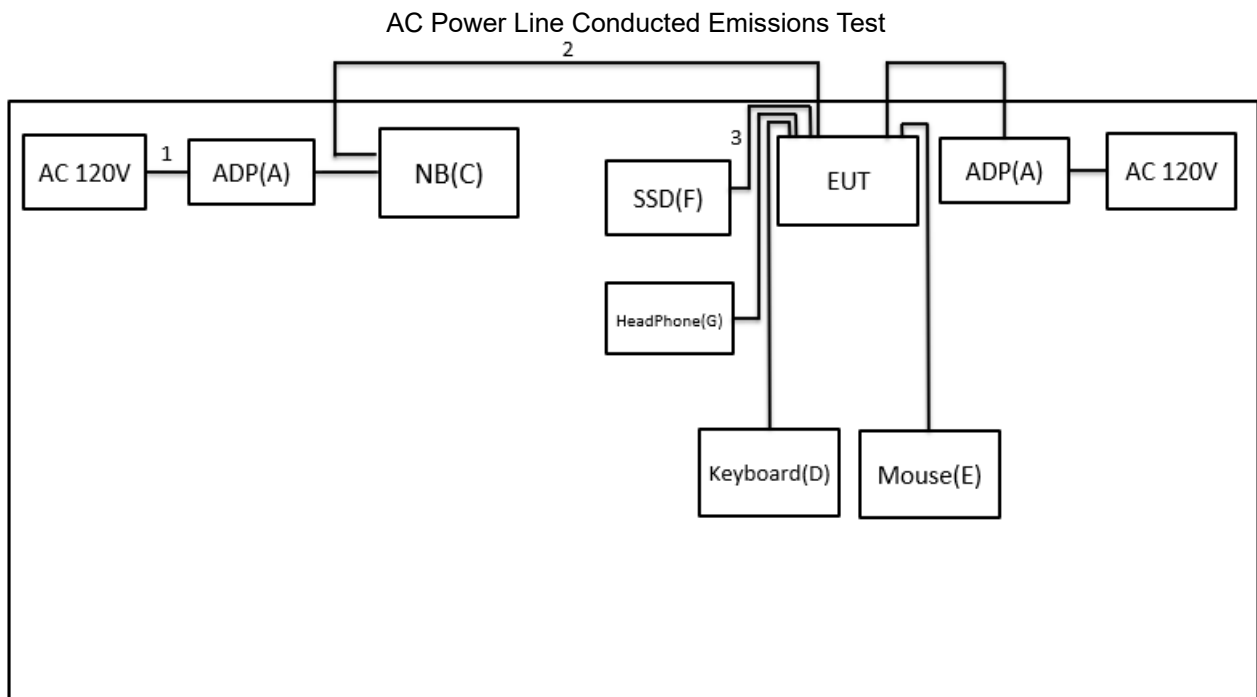 AC Power Line Conducted Emissions Test
2
AC 120V
1
ADP(A)
NB(C)
3
SSD(F)
EUT
ADP(A)
AC 120V
HeadPhone(G)
Keyboard(D)
Mouse(E)